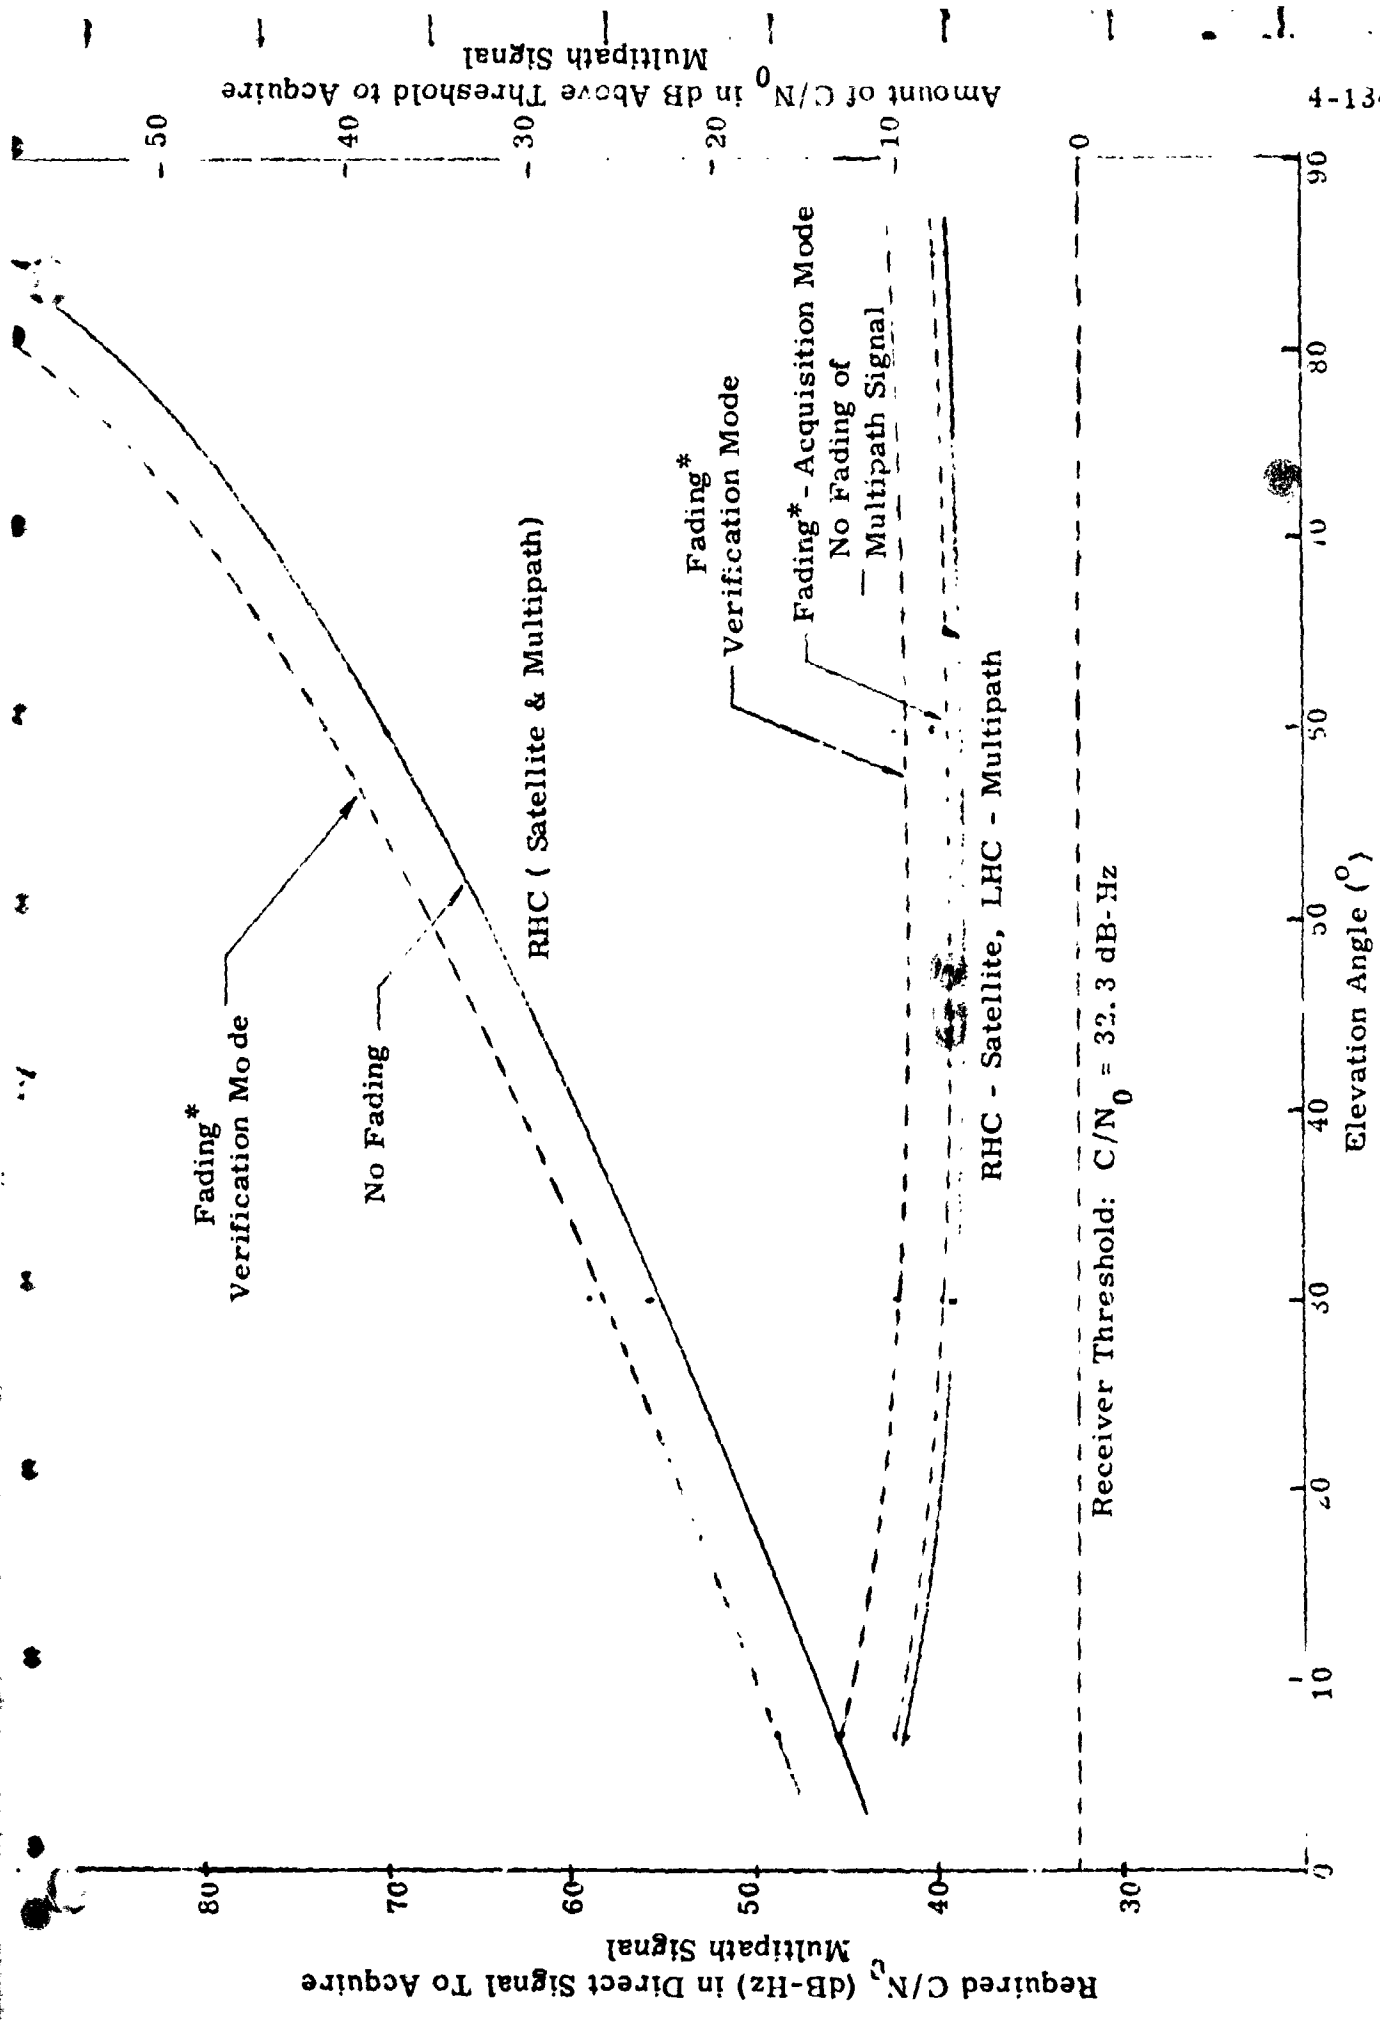 Required C/N0 (dB-Hz) in Direct Signal To Acquire
Multipath Signal
80
70
60
50
40
30
Fading*
Verification Mode
No Fading
RHC ( Satellite & Multipath)
Fading*
Verification Mode
Fading* - Acquisition Mode
No Fading of
Multipath Signal
RHC - Satellite, LHC - Multipath
Receiver Threshold: C/N0 = 32.3 dB-Hz
0
10
20
30
40
50
50
70
80
90
Elevation Angle (O)
50
40
30
20
10
0
Amount of C/N0 in dB Above Threshold to Acquire
Multipath Signal
4-13